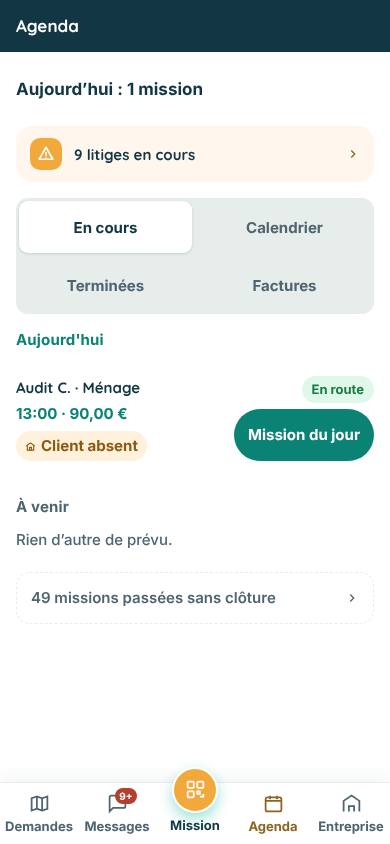 Agenda
Aujourd’hui : 1 mission
9 litiges en cours
En cours
Calendrier
Terminées
Factures
Aujourd'hui
Audit C. · Ménage
En route
13:00 · 90,00 €
Mission du jour
Client absent
À venir
Rien d’autre de prévu.
49 missions passées sans clôture
9+
Demandes
Messages
Mission
Agenda
Entreprise